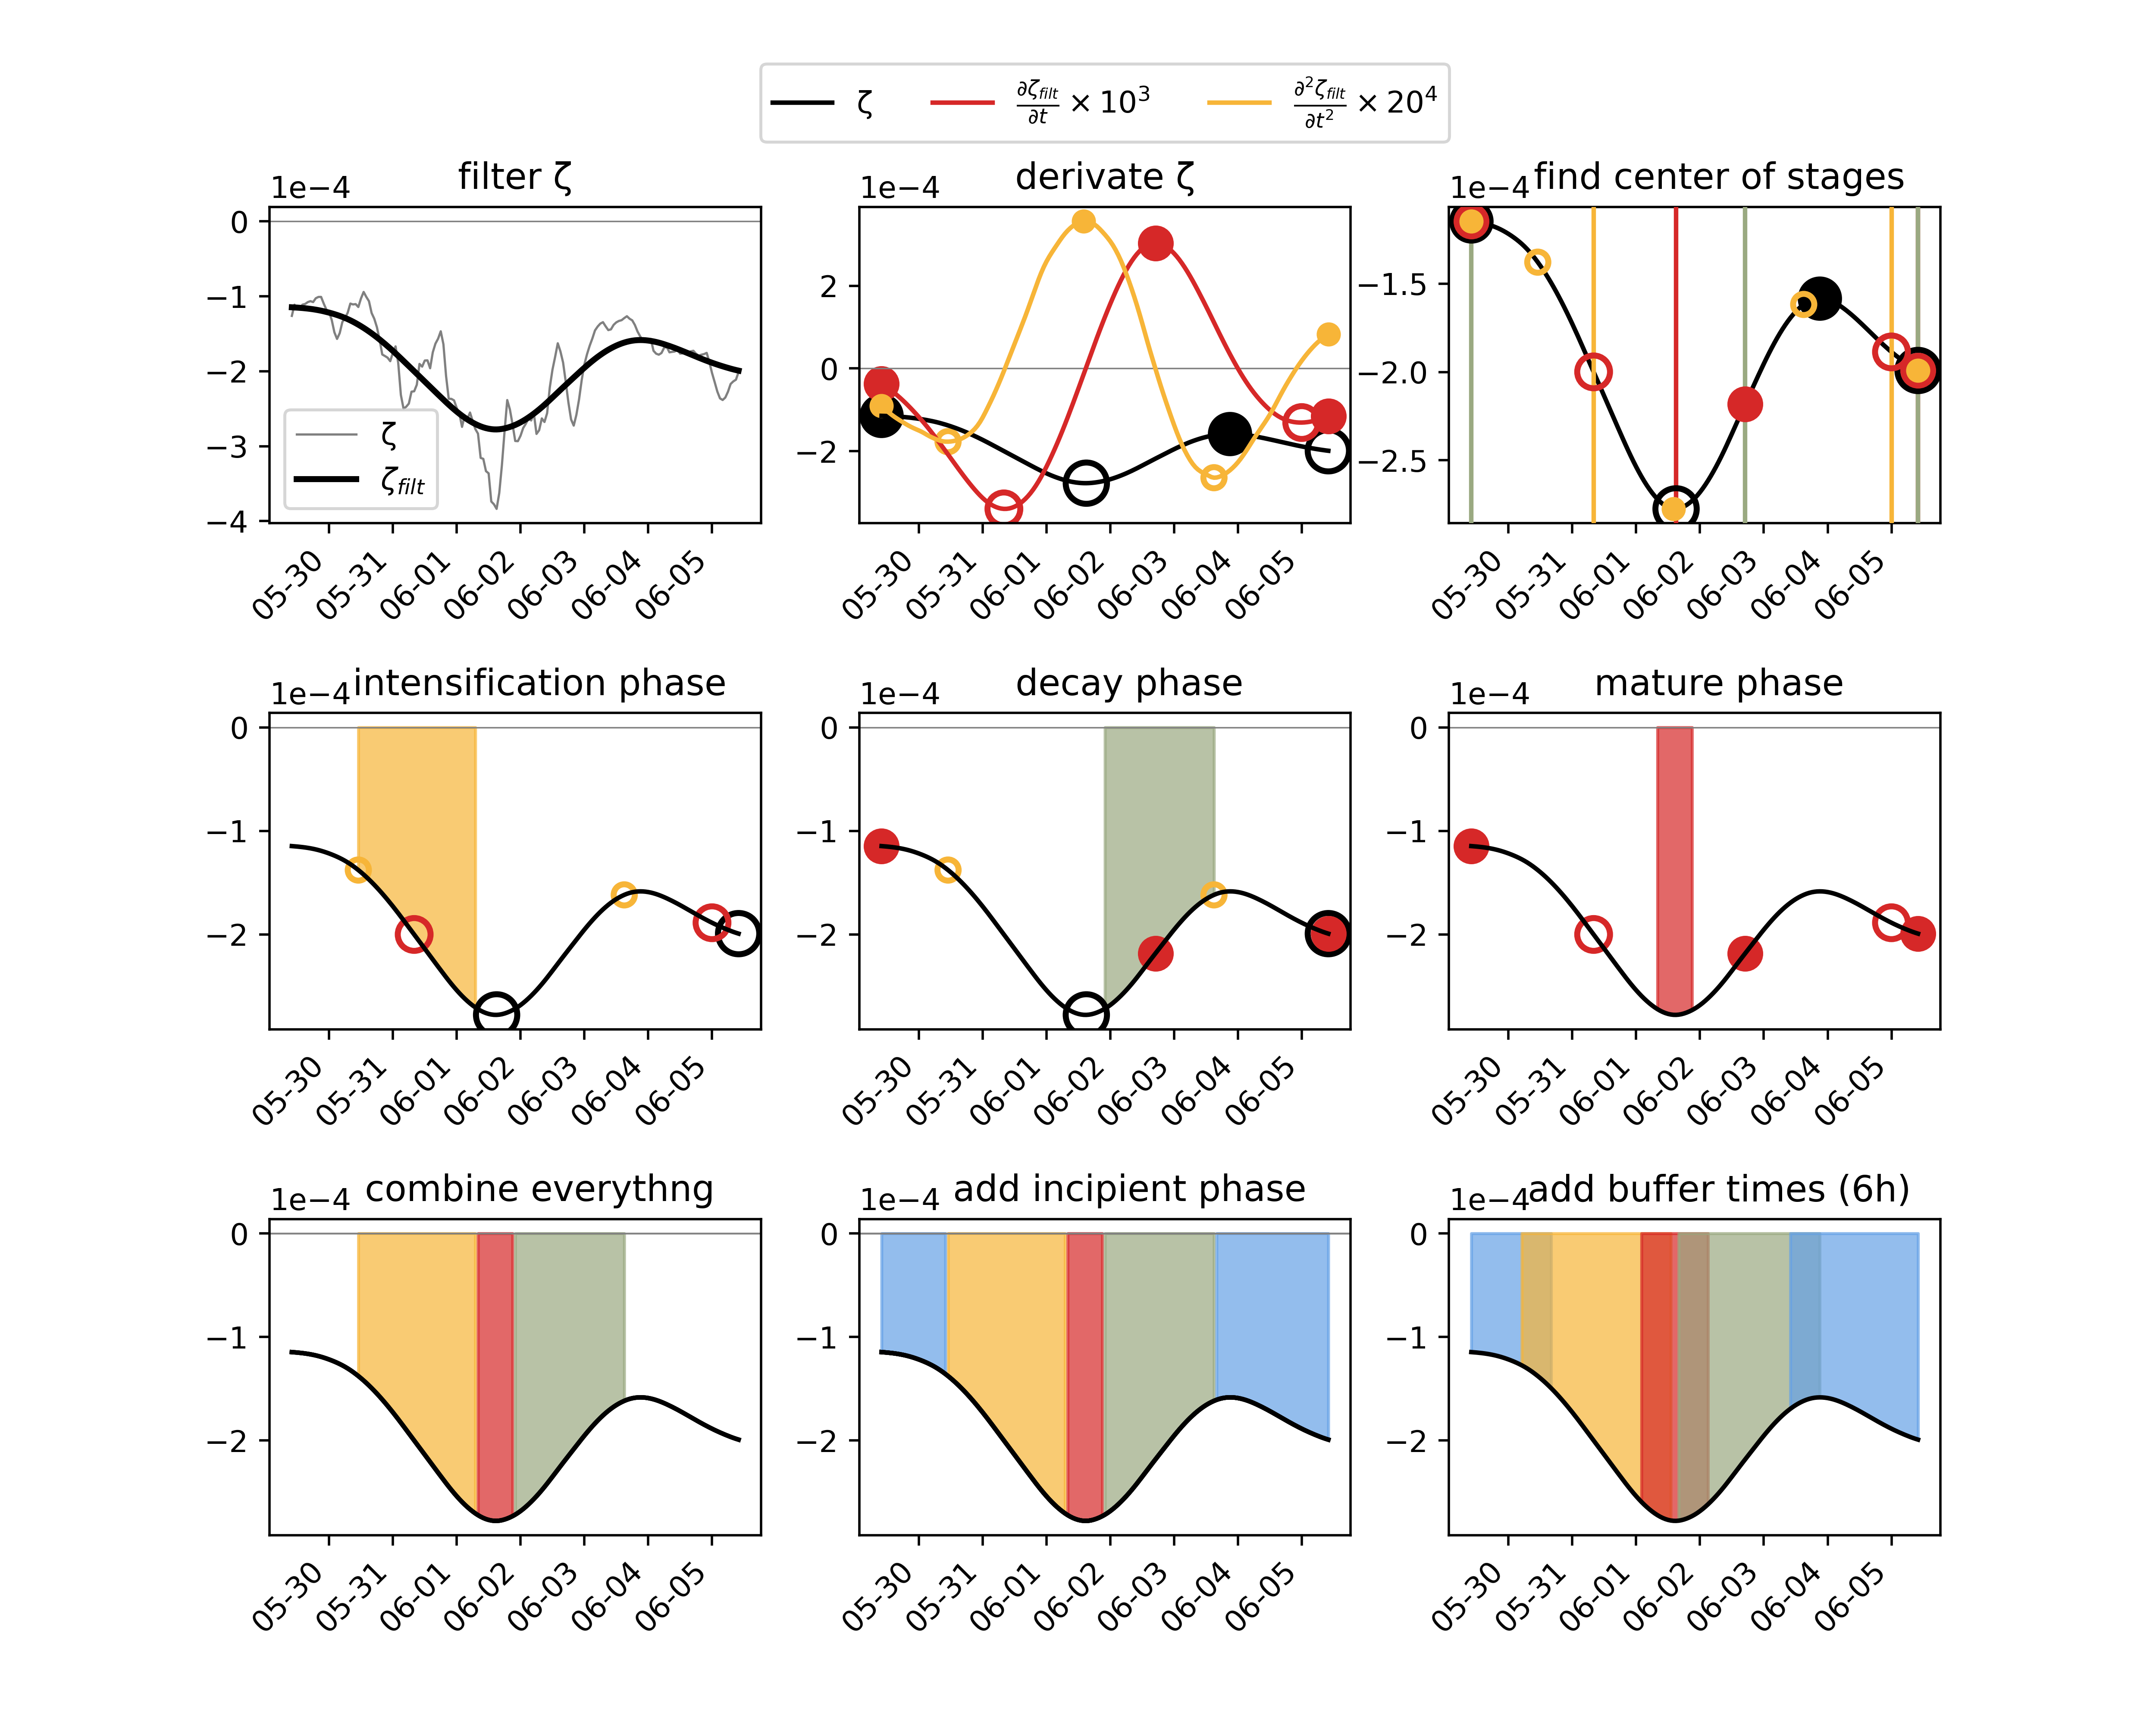 ζ ∂ζ_filt/∂t × 10³ ∂²ζ_filt/∂t² × 20⁴
filter ζ
1e−4
0
−1
−2
−3
−4
ζ
ζ_filt
05-30 05-31 06-01 06-02 06-03 06-04 06-05
derivate ζ
1e−4
2
0
−2
05-30 05-31 06-01 06-02 06-03 06-04 06-05
find center of stages
1e−4
−1.5
−2.0
−2.5
05-30 05-31 06-01 06-02 06-03 06-04 06-05
intensification phase
1e−4
0
−1
−2
05-30 05-31 06-01 06-02 06-03 06-04 06-05
decay phase
1e−4
0
−1
−2
05-30 05-31 06-01 06-02 06-03 06-04 06-05
mature phase
1e−4
0
−1
−2
05-30 05-31 06-01 06-02 06-03 06-04 06-05
combine everythng
1e−4
0
−1
−2
05-30 05-31 06-01 06-02 06-03 06-04 06-05
add incipient phase
1e−4
0
−1
−2
05-30 05-31 06-01 06-02 06-03 06-04 06-05
add buffer times (6h)
1e−4
0
−1
−2
05-30 05-31 06-01 06-02 06-03 06-04 06-05